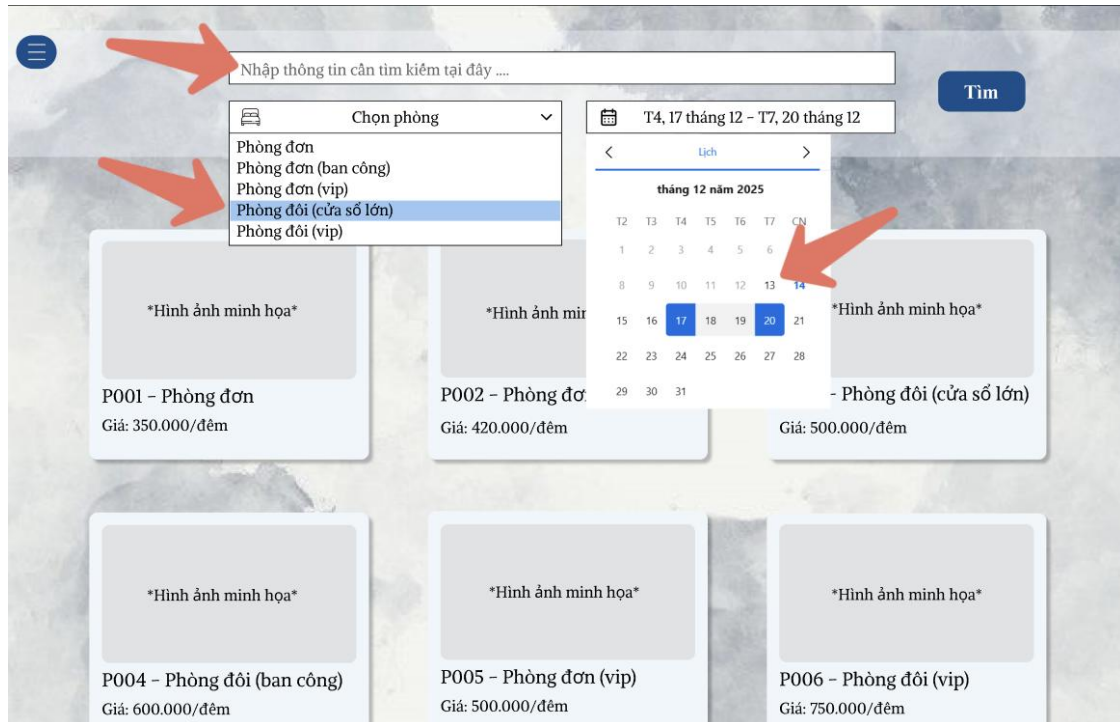 Nhập thông tin cần tìm kiếm tại đây ....
Tìm
Chọn phòng
T4, 17 tháng 12 – T7, 20 tháng 12
Phòng đơn
Phòng đơn (ban công)
Phòng đơn (vip)
Phòng đôi (cửa sổ lớn)
Phòng đôi (vip)
Lịch
tháng 12 năm 2025
T2 T3 T4 T5 T6 T7 CN
1 2 3 4 5 6
8 9 10 11 12 13 14
15 16 17 18 19 20 21
22 23 24 25 26 27 28
29 30 31
*Hình ảnh minh họa*
*Hình ảnh
*Hình ảnh minh họa*
P001 – Phòng đơn
Giá: 350.000/đêm
P002 – Phòng
Giá: 420.000/đêm
– Phòng đôi (cửa sổ lớn)
Giá: 500.000/đêm
*Hình ảnh minh họa*
*Hình ảnh minh họa*
*Hình ảnh minh họa*
P004 – Phòng đôi (ban công)
Giá: 600.000/đêm
P005 – Phòng đơn (vip)
Giá: 500.000/đêm
P006 – Phòng đôi (vip)
Giá: 750.000/đêm